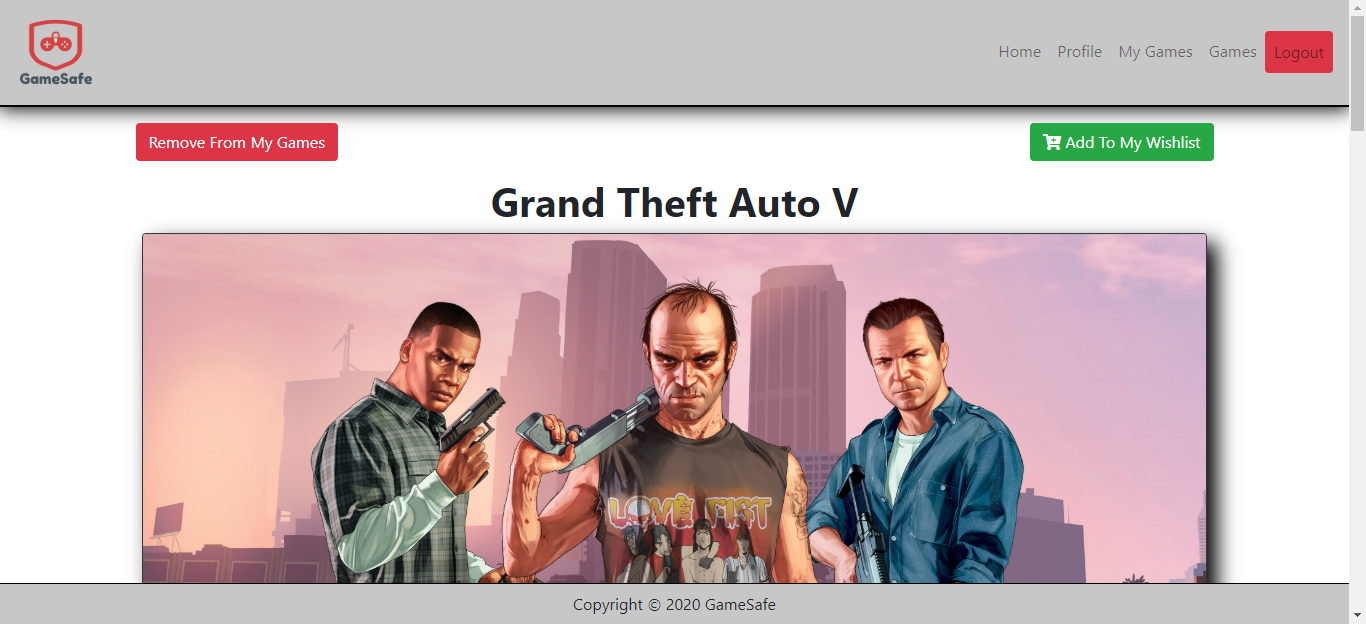 GameSafe
Home Profile My Games Games Logout
Remove From My Games
Add To My Wishlist
Grand Theft Auto V
LOVE FIST
Copyright © 2020 GameSafe